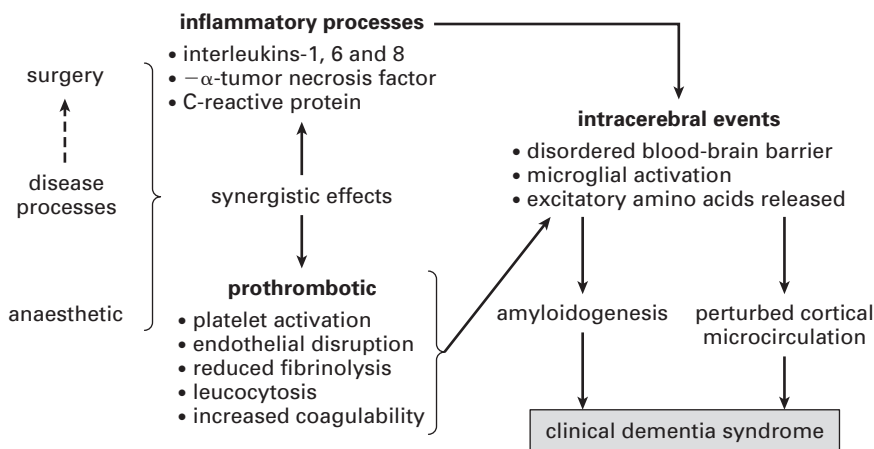 inflammatory processes
• interleukins-1, 6 and 8
• −α-tumor necrosis factor
• C-reactive protein
surgery
disease
processes
anaesthetic
synergistic effects
prothrombotic
• platelet activation
• endothelial disruption
• reduced fibrinolysis
• leucocytosis
• increased coagulability
intracerebral events
• disordered blood-brain barrier
• microglial activation
• excitatory amino acids released
amyloidogenesis
perturbed cortical
microcirculation
clinical dementia syndrome